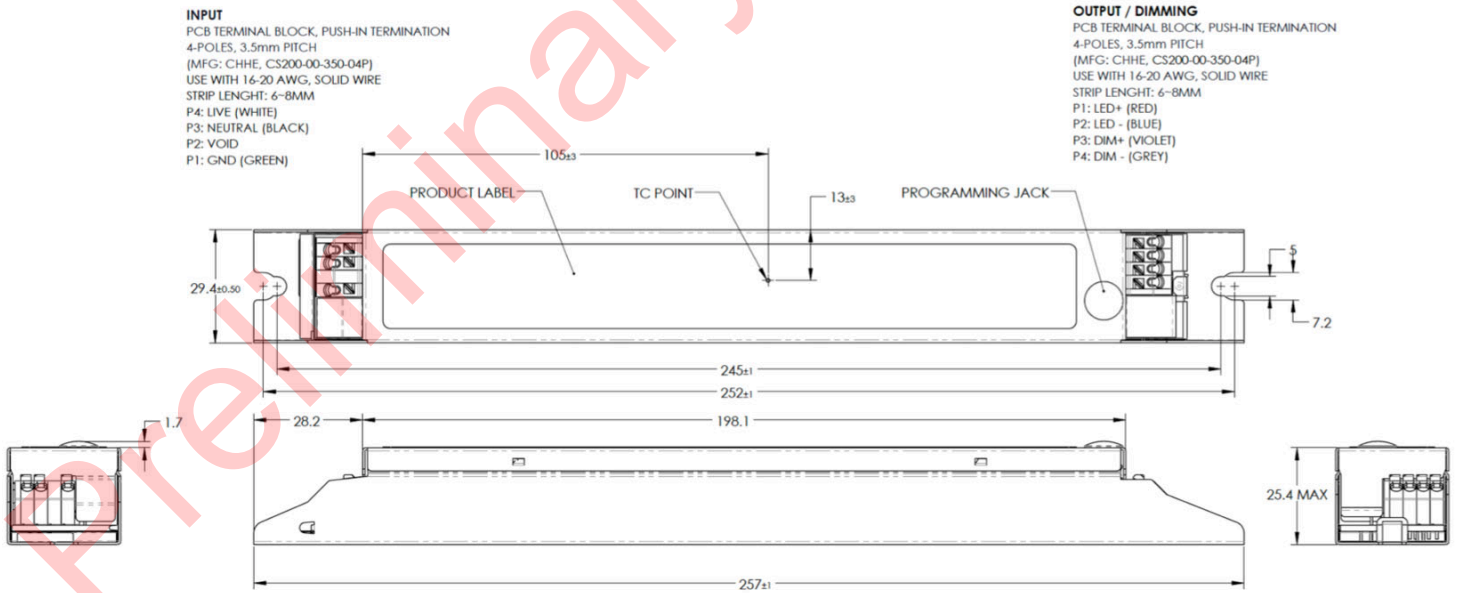 INPUT
PCB TERMINAL BLOCK, PUSH-IN TERMINATION
4-POLES, 3.5mm PITCH
(MFG: CHHE, CS200-00-350-04P)
USE WITH 16-20 AWG, SOLID WIRE
STRIP LENGHT: 6~8MM
P4: LIVE (WHITE)
P3: NEUTRAL (BLACK)
P2: VOID
P1: GND (GREEN)
OUTPUT / DIMMING
PCB TERMINAL BLOCK, PUSH-IN TERMINATION
4-POLES, 3.5mm PITCH
(MFG: CHHE, CS200-00-350-04P)
USE WITH 16-20 AWG, SOLID WIRE
STRIP LENGHT: 6~8MM
P1: LED+ (RED)
P2: LED - (BLUE)
P3: DIM+ (VIOLET)
P4: DIM - (GREY)
105±3
PRODUCT LABEL
TC POINT
13±3
PROGRAMMING JACK
29.4±0.50
5
7.2
245±1
252±1
1.7
28.2
198.1
25.4 MAX
257±1
Preliminary